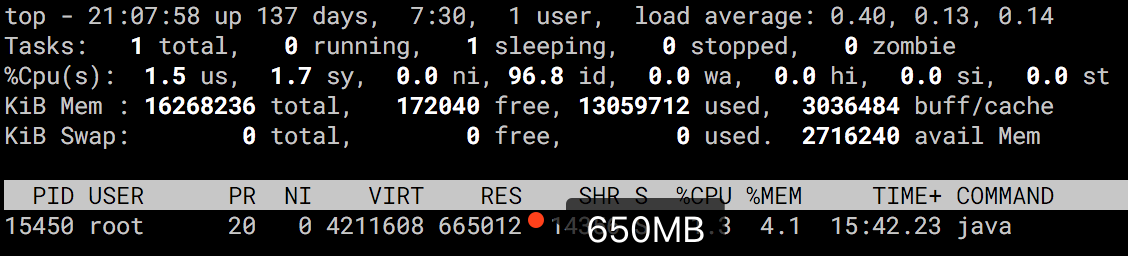 top - 21:07:58 up 137 days,  7:30,  1 user,  load average: 0.40, 0.13, 0.14
Tasks:   1 total,   0 running,   1 sleeping,   0 stopped,   0 zombie
%Cpu(s):  1.5 us,  1.7 sy,  0.0 ni, 96.8 id,  0.0 wa,  0.0 hi,  0.0 si,  0.0 st
KiB Mem : 16268236 total,   172040 free, 13059712 used,  3036484 buff/cache
KiB Swap:        0 total,        0 free,        0 used.  2716240 avail Mem
  PID USER      PR  NI    VIRT    RES    SHR S  %CPU %MEM     TIME+ COMMAND
15450 root      20   0 4211608 665012 650MB 4.1  15:42.23 java